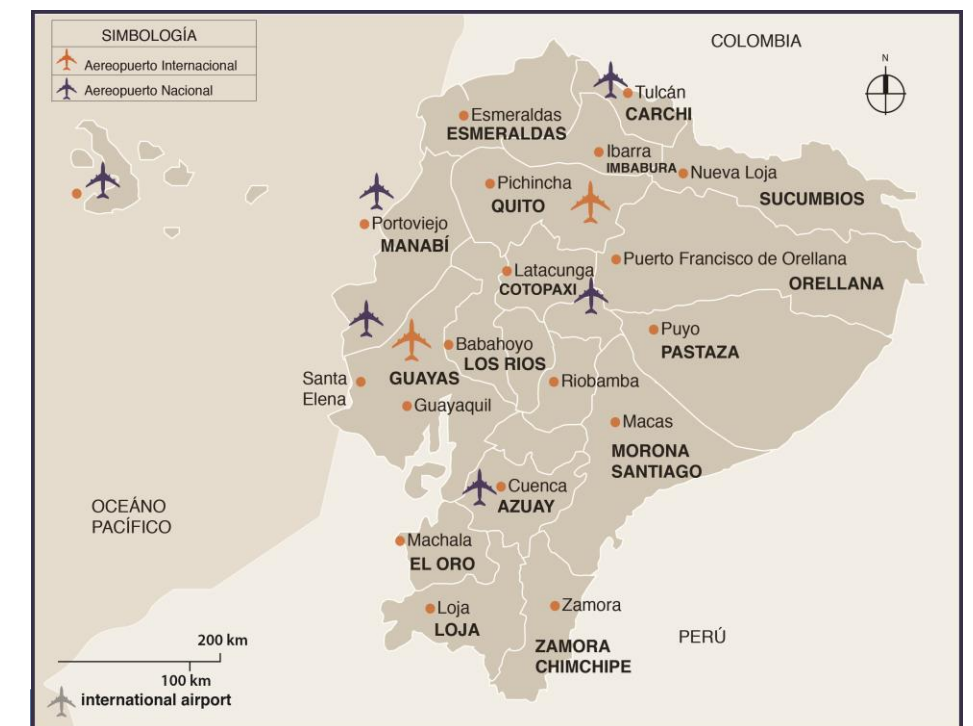 SIMBOLOGÍA
Aereopuerto Internacional
Aereopuerto Nacional
COLOMBIA
N
Tulcán
CARCHI
Esmeraldas
ESMERALDAS
Ibarra
IMBABURA
Nueva Loja
SUCUMBIOS
Pichincha
QUITO
Portoviejo
MANABÍ
Puerto Francisco de Orellana
ORELLANA
Latacunga
COTOPAXI
Puyo
PASTAZA
Babahoyo
LOS RIOS
GUAYAS
Santa
Elena
Riobamba
Guayaquil
Macas
MORONA
SANTIAGO
Cuenca
AZUAY
OCEÁNO
PACÍFICO
Machala
EL ORO
Loja
LOJA
Zamora
ZAMORA
CHIMCHIPE
PERÚ
200 km
100 km
international airport